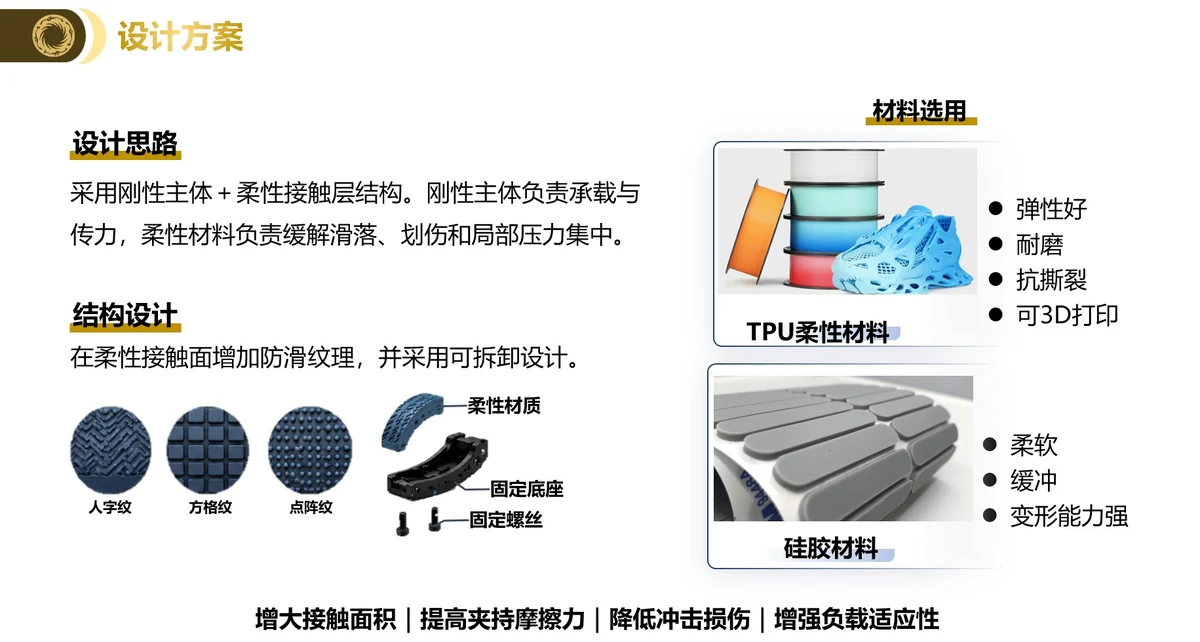 设计方案
设计思路
采用刚性主体＋柔性接触层结构。刚性主体负责承载与
传力，柔性材料负责缓解滑落、划伤和局部压力集中。
结构设计
在柔性接触面增加防滑纹理，并采用可拆卸设计。
人字纹
方格纹
点阵纹
柔性材质
固定底座
固定螺丝
材料选用
TPU柔性材料
弹性好
耐磨
抗撕裂
可3D打印
硅胶材料
柔软
缓冲
变形能力强
增大接触面积｜提高夹持摩擦力｜降低冲击损伤｜增强负载适应性